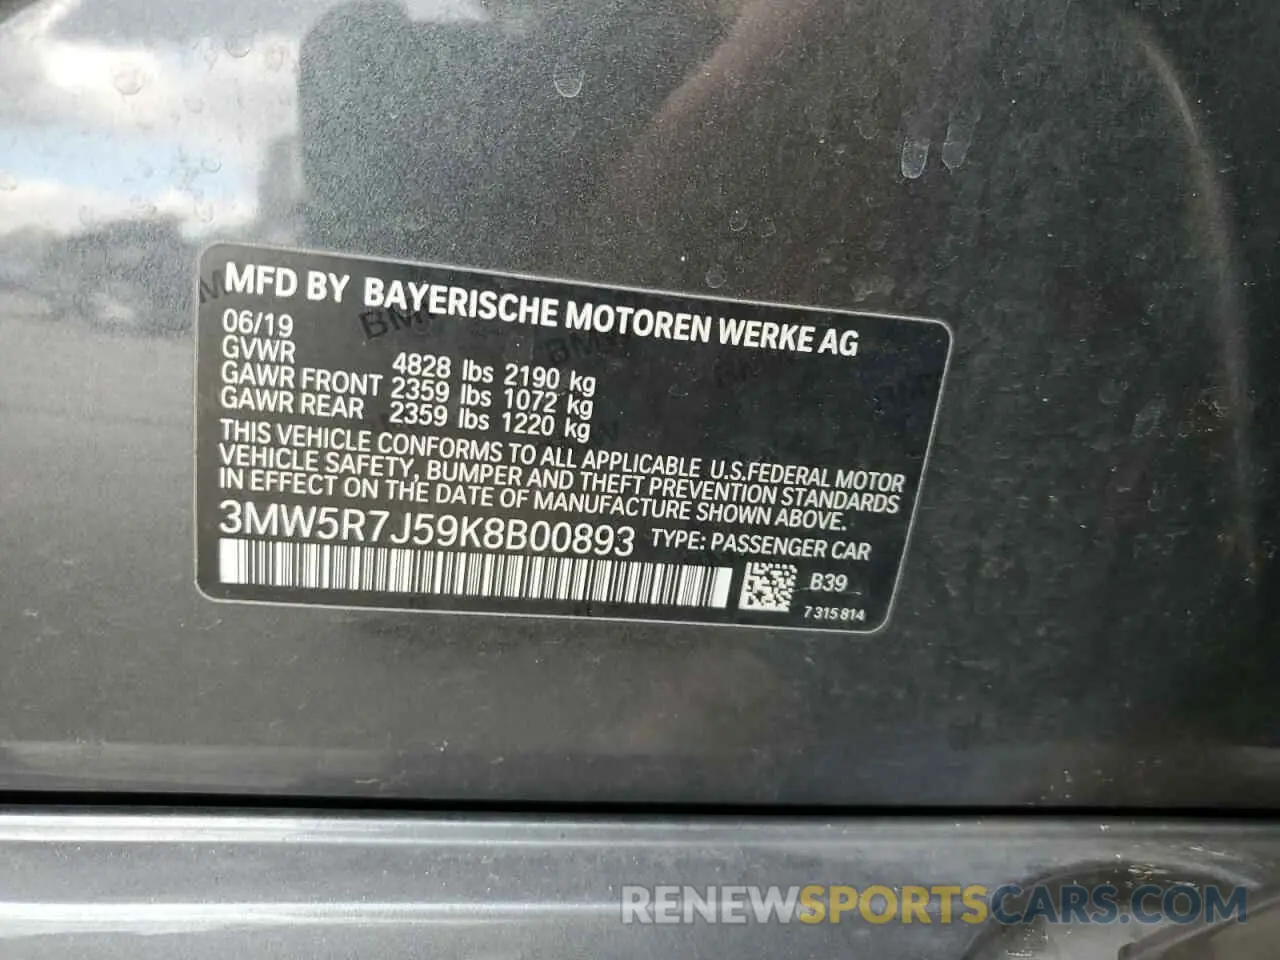 MFD BY BAYERISCHE MOTOREN WERKE AG
06/19
GVWR 4828 lbs 2190 kg
GAWR FRONT 2359 lbs 1072 kg
GAWR REAR 2359 lbs 1220 kg
THIS VEHICLE CONFORMS TO ALL APPLICABLE U.S.FEDERAL MOTOR
VEHICLE SAFETY, BUMPER AND THEFT PREVENTION STANDARDS
IN EFFECT ON THE DATE OF MANUFACTURE SHOWN ABOVE.
3MW5R7J59K8B00893 TYPE: PASSENGER CAR
B39
7 315 814
RENEWSPORTSCARS.COM